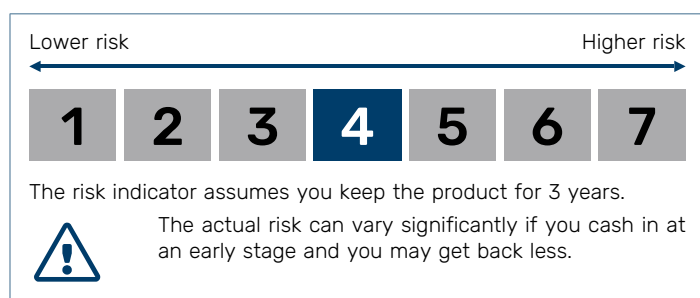 Lower risk Higher risk
1 2 3 4 5 6 7
The risk indicator assumes you keep the product for 3 years.
The actual risk can vary significantly if you cash in at
an early stage and you may get back less.